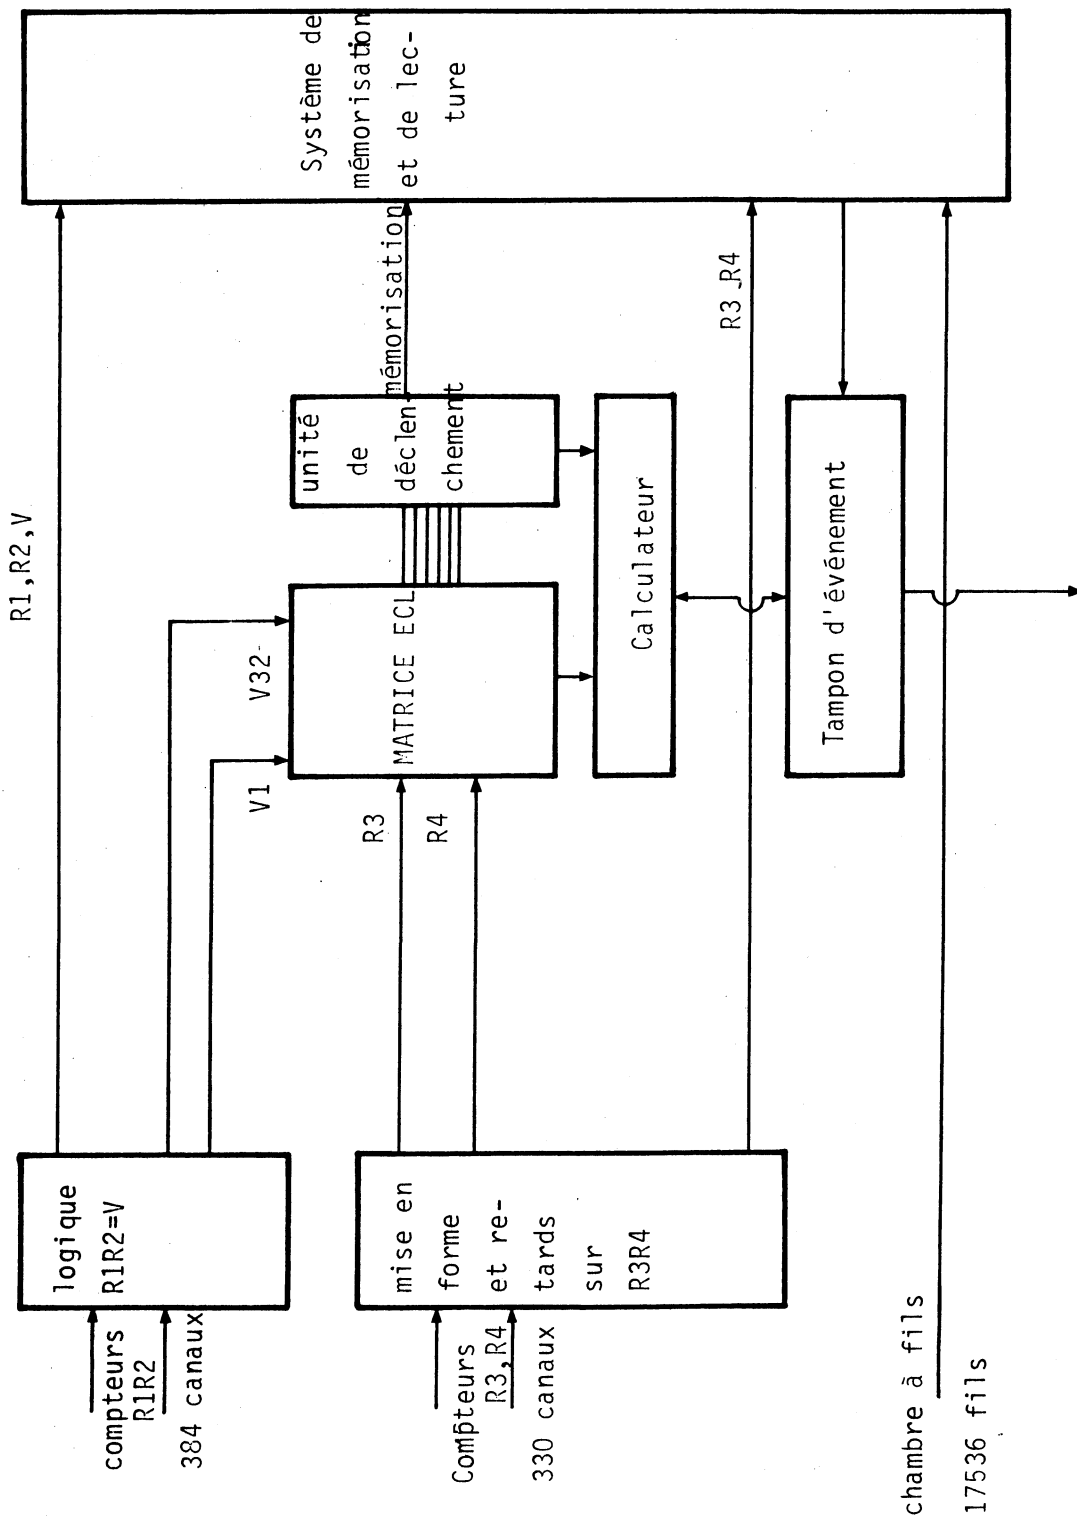 compteurs
R1R2
384 canaux
logique
R1R2=V
R1,R2,V
V1
V32
Compteurs
R3,R4
330 canaux
mise en
forme
et re-
tards
sur
R3R4
R3
R4
MATRICE ECL
unité
de
déclen
chement
mémorisation
Système de
mémorisation
et de lec-
ture
Calculateur
R3 R4
Tampon d'événement
chambre à fils
17536 fils